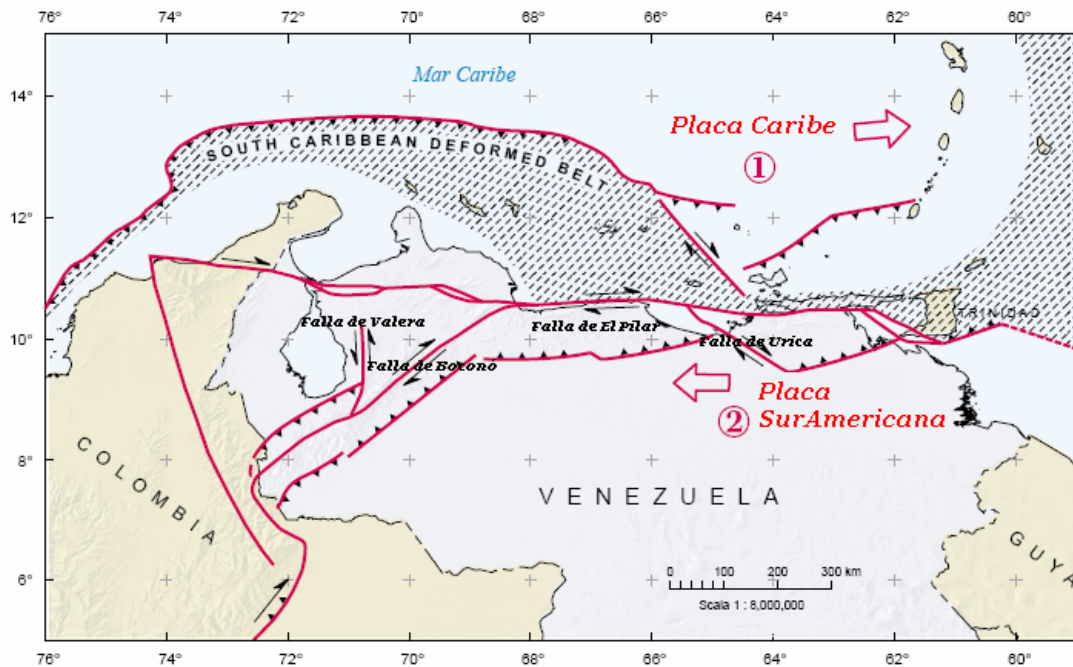 76° 74° 72° 70° 68° 66° 64° 62° 60°
Mar Caribe
14°
Placa Caribe
1
SOUTH CARIBBEAN DEFORMED BELT
12°
TRINIDAD
Falla de Valera
Falla de El Pilar
10°
Falla de Urica
Falla de Bocono
Placa
SurAmericana
2
8°
COLOMBIA
VENEZUELA
GUYA
6°
0 100 200 300 km
Scala 1 : 8,000,000
76° 74° 72° 70° 68° 66° 64° 62° 60°